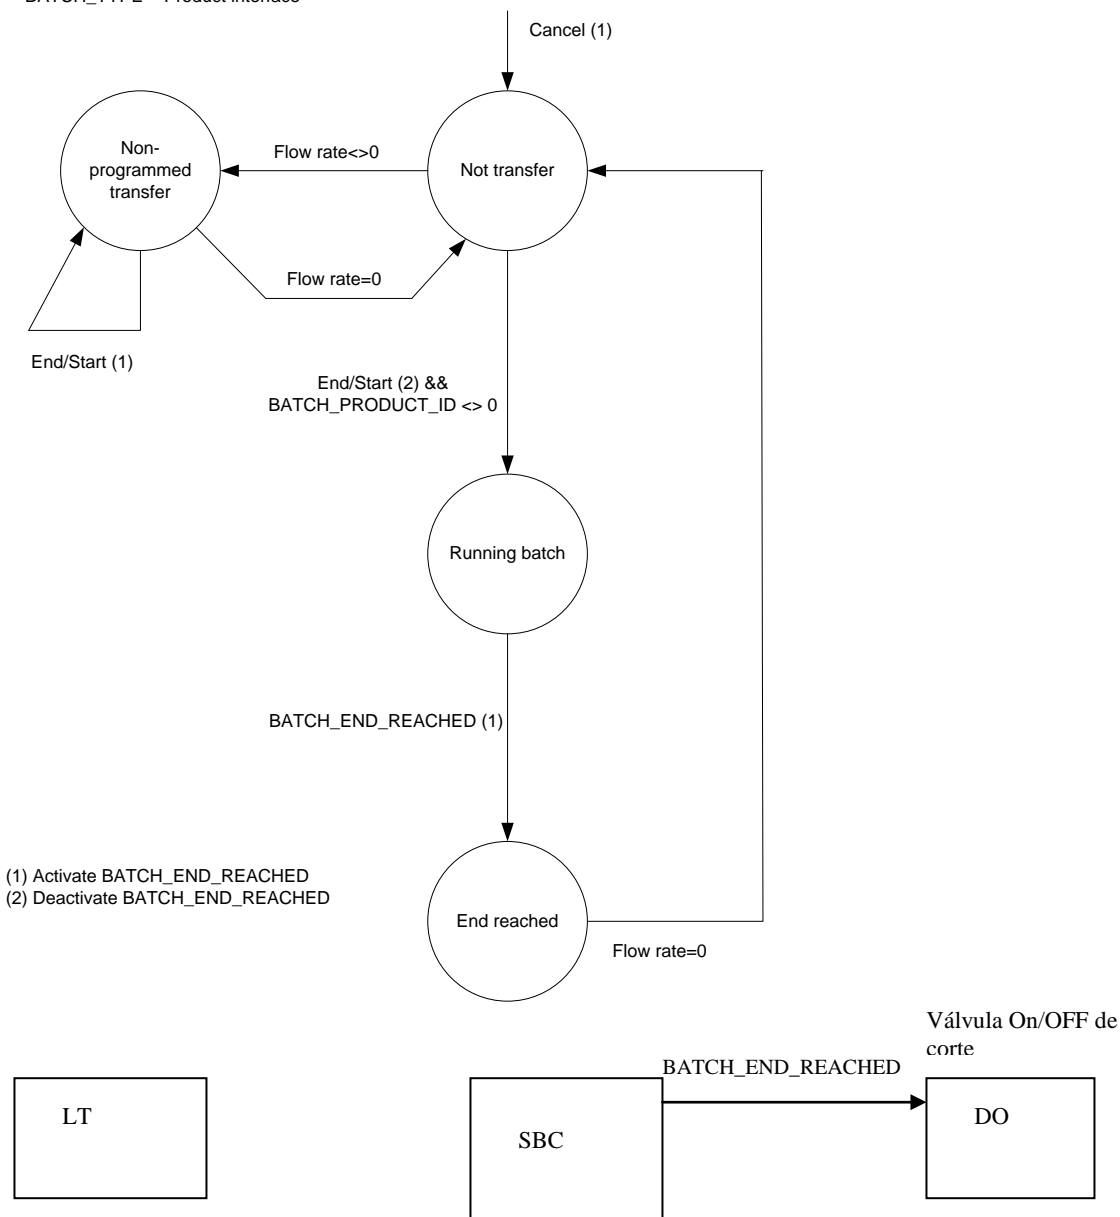 Cancel (1)
Non-
programmed
transfer
Flow rate<>0
Not transfer
Flow rate=0
End/Start (1)
End/Start (2) &&
BATCH_PRODUCT_ID <> 0
Running batch
BATCH_END_REACHED (1)
(1) Activate BATCH_END_REACHED
(2) Deactivate BATCH_END_REACHED
End reached
Flow rate=0
Válvula On/OFF de
corte
BATCH_END_REACHED
LT
SBC
DO